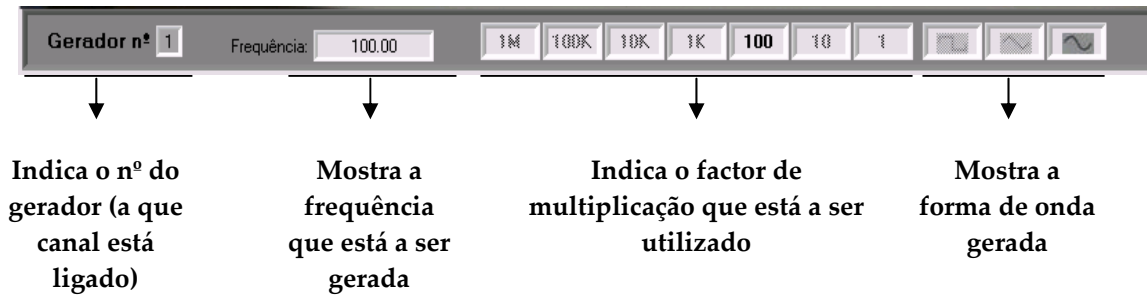 Gerador nº 1 Frequência: 100.00 1M 100K 10K 1K 100 10 1
Indica o nº do
gerador (a que
canal está
ligado)
Mostra a
frequência
que está a ser
gerada
Indica o factor de
multiplicação que está a ser
utilizado
Mostra a
forma de onda
gerada